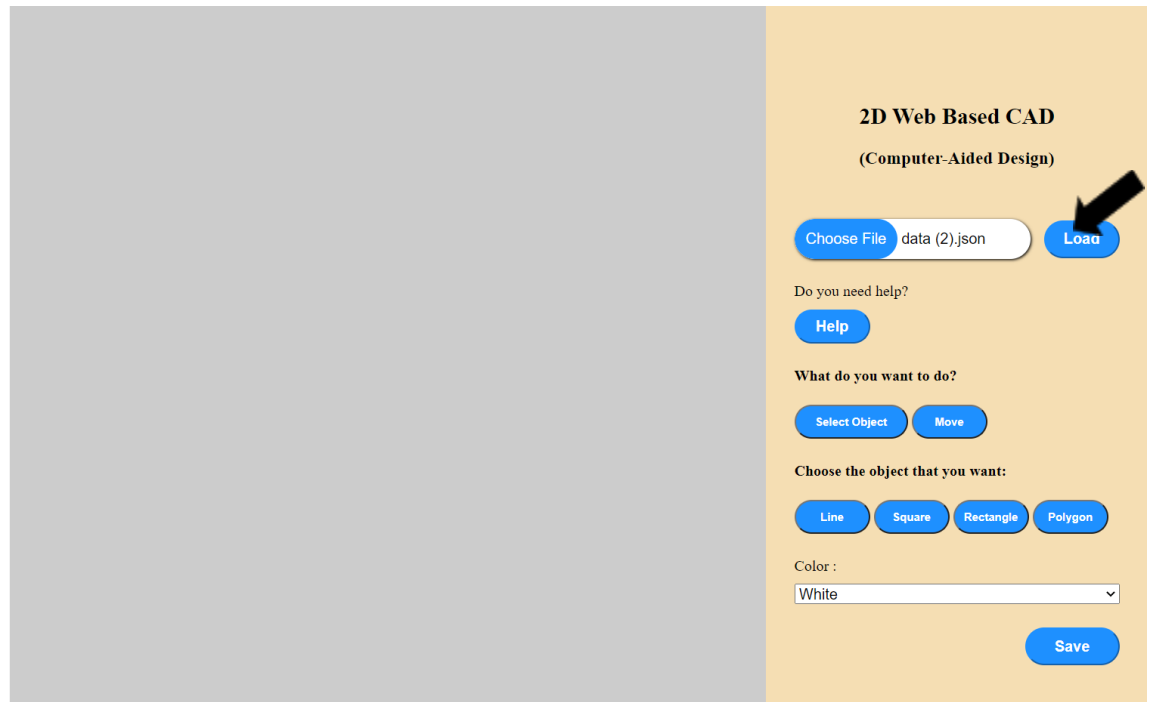 2D Web Based CAD
(Computer-Aided Design)
Choose File data (2).json Load
Do you need help?
Help
What do you want to do?
Select Object Move
Choose the object that you want:
Line Square Rectangle Polygon
Color :
White
Save